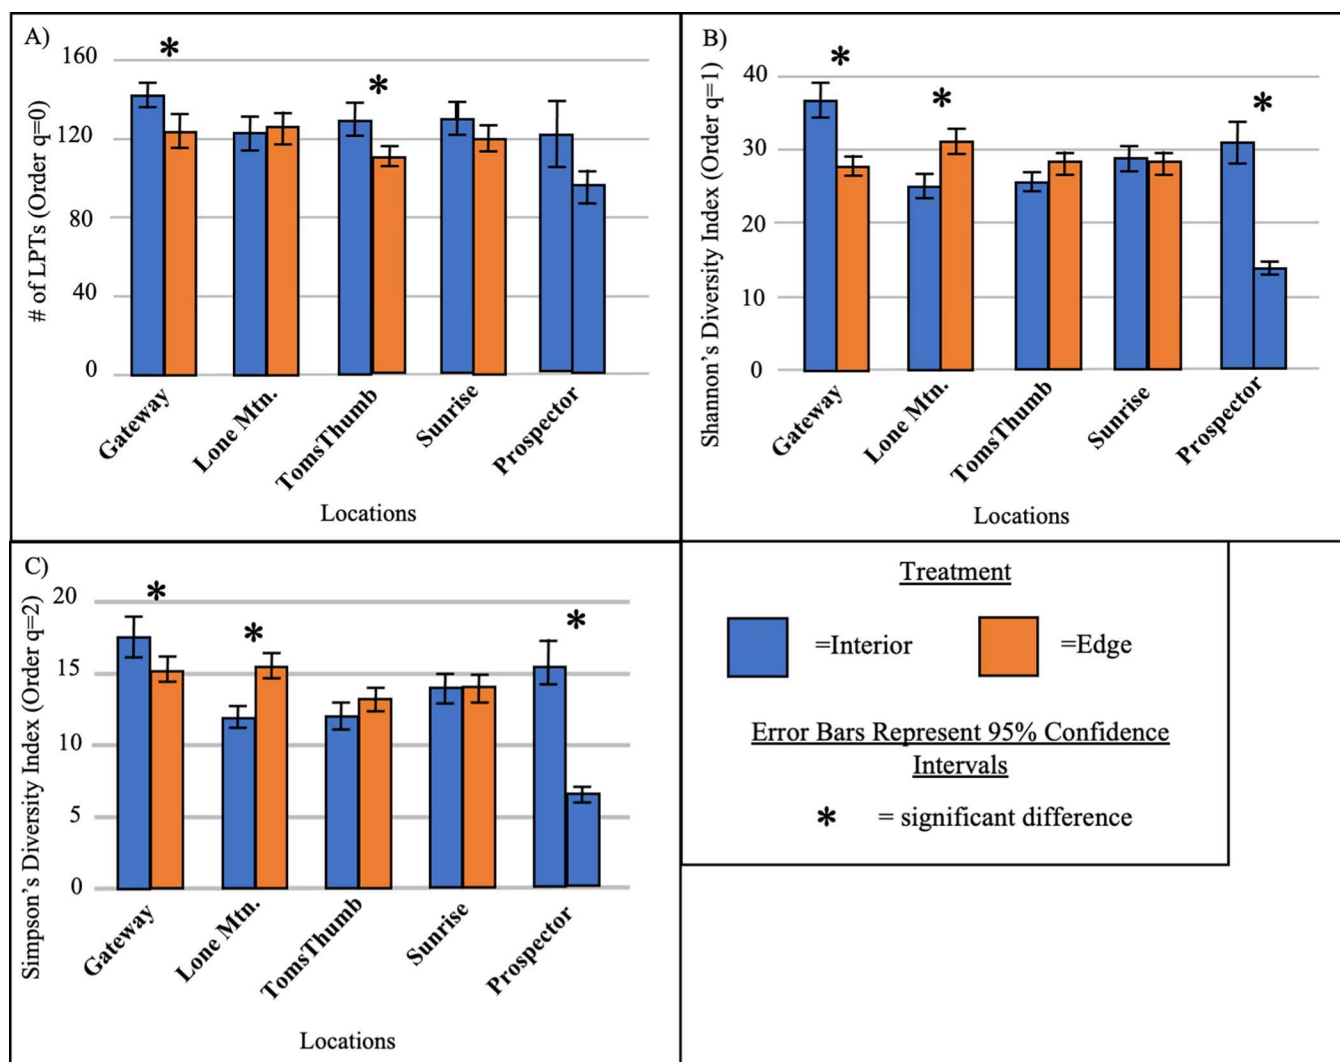 A)
*
*
160
120
80
40
0
# of LPTs (Order q=0)
Gateway
Lone Mtn.
TomsThumb
Sunrise
Prospector
Locations
B)
*
*
*
40
30
20
10
0
Shannon's Diversity Index (Order q=1)
Gateway
Lone Mtn.
TomsThumb
Sunrise
Prospector
Locations
C)
*
*
*
20
15
10
5
0
Simpson's Diversity Index (Order q=2)
Gateway
Lone Mtn.
TomsThumb
Sunrise
Prospector
Locations
Treatment
=Interior
=Edge
Error Bars Represent 95% Confidence
Intervals
* = significant difference